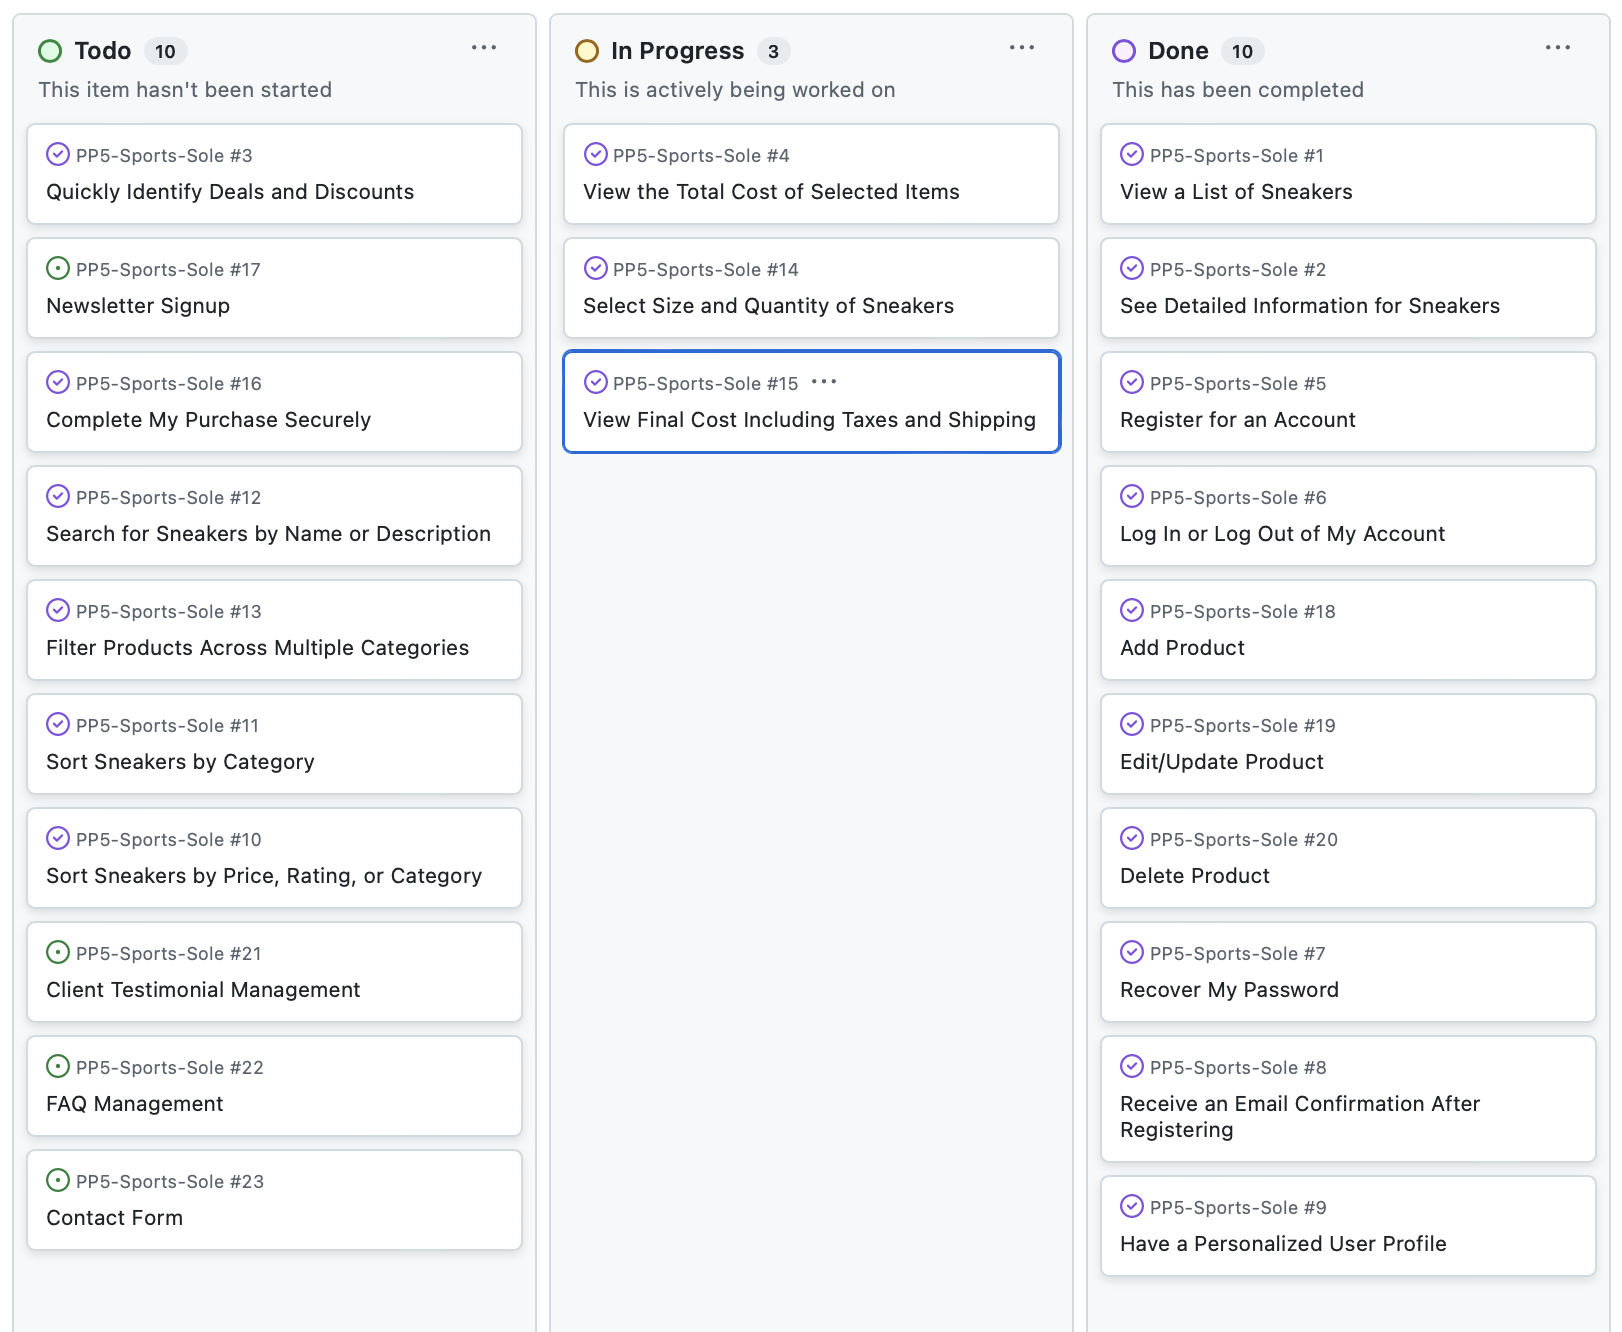 Todo 10
This item hasn't been started
PP5-Sports-Sole #3
Quickly Identify Deals and Discounts
PP5-Sports-Sole #17
Newsletter Signup
PP5-Sports-Sole #16
Complete My Purchase Securely
PP5-Sports-Sole #12
Search for Sneakers by Name or Description
PP5-Sports-Sole #13
Filter Products Across Multiple Categories
PP5-Sports-Sole #11
Sort Sneakers by Category
PP5-Sports-Sole #10
Sort Sneakers by Price, Rating, or Category
PP5-Sports-Sole #21
Client Testimonial Management
PP5-Sports-Sole #22
FAQ Management
PP5-Sports-Sole #23
Contact Form
In Progress 3
This is actively being worked on
PP5-Sports-Sole #4
View the Total Cost of Selected Items
PP5-Sports-Sole #14
Select Size and Quantity of Sneakers
PP5-Sports-Sole #15
View Final Cost Including Taxes and Shipping
Done 10
This has been completed
PP5-Sports-Sole #1
View a List of Sneakers
PP5-Sports-Sole #2
See Detailed Information for Sneakers
PP5-Sports-Sole #5
Register for an Account
PP5-Sports-Sole #6
Log In or Log Out of My Account
PP5-Sports-Sole #18
Add Product
PP5-Sports-Sole #19
Edit/Update Product
PP5-Sports-Sole #20
Delete Product
PP5-Sports-Sole #7
Recover My Password
PP5-Sports-Sole #8
Receive an Email Confirmation After
Registering
PP5-Sports-Sole #9
Have a Personalized User Profile